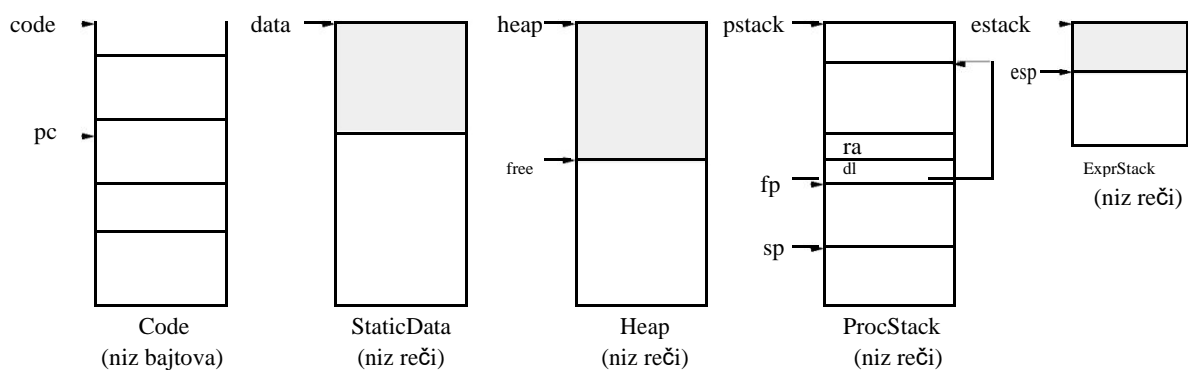 code
data
heap
pstack
estack
esp
pc
ra
free
dl
ExprStack
fp
(niz reči)
sp
Code
StaticData
Heap
ProcStack
(niz bajtova)
(niz reči)
(niz reči)
(niz reči)